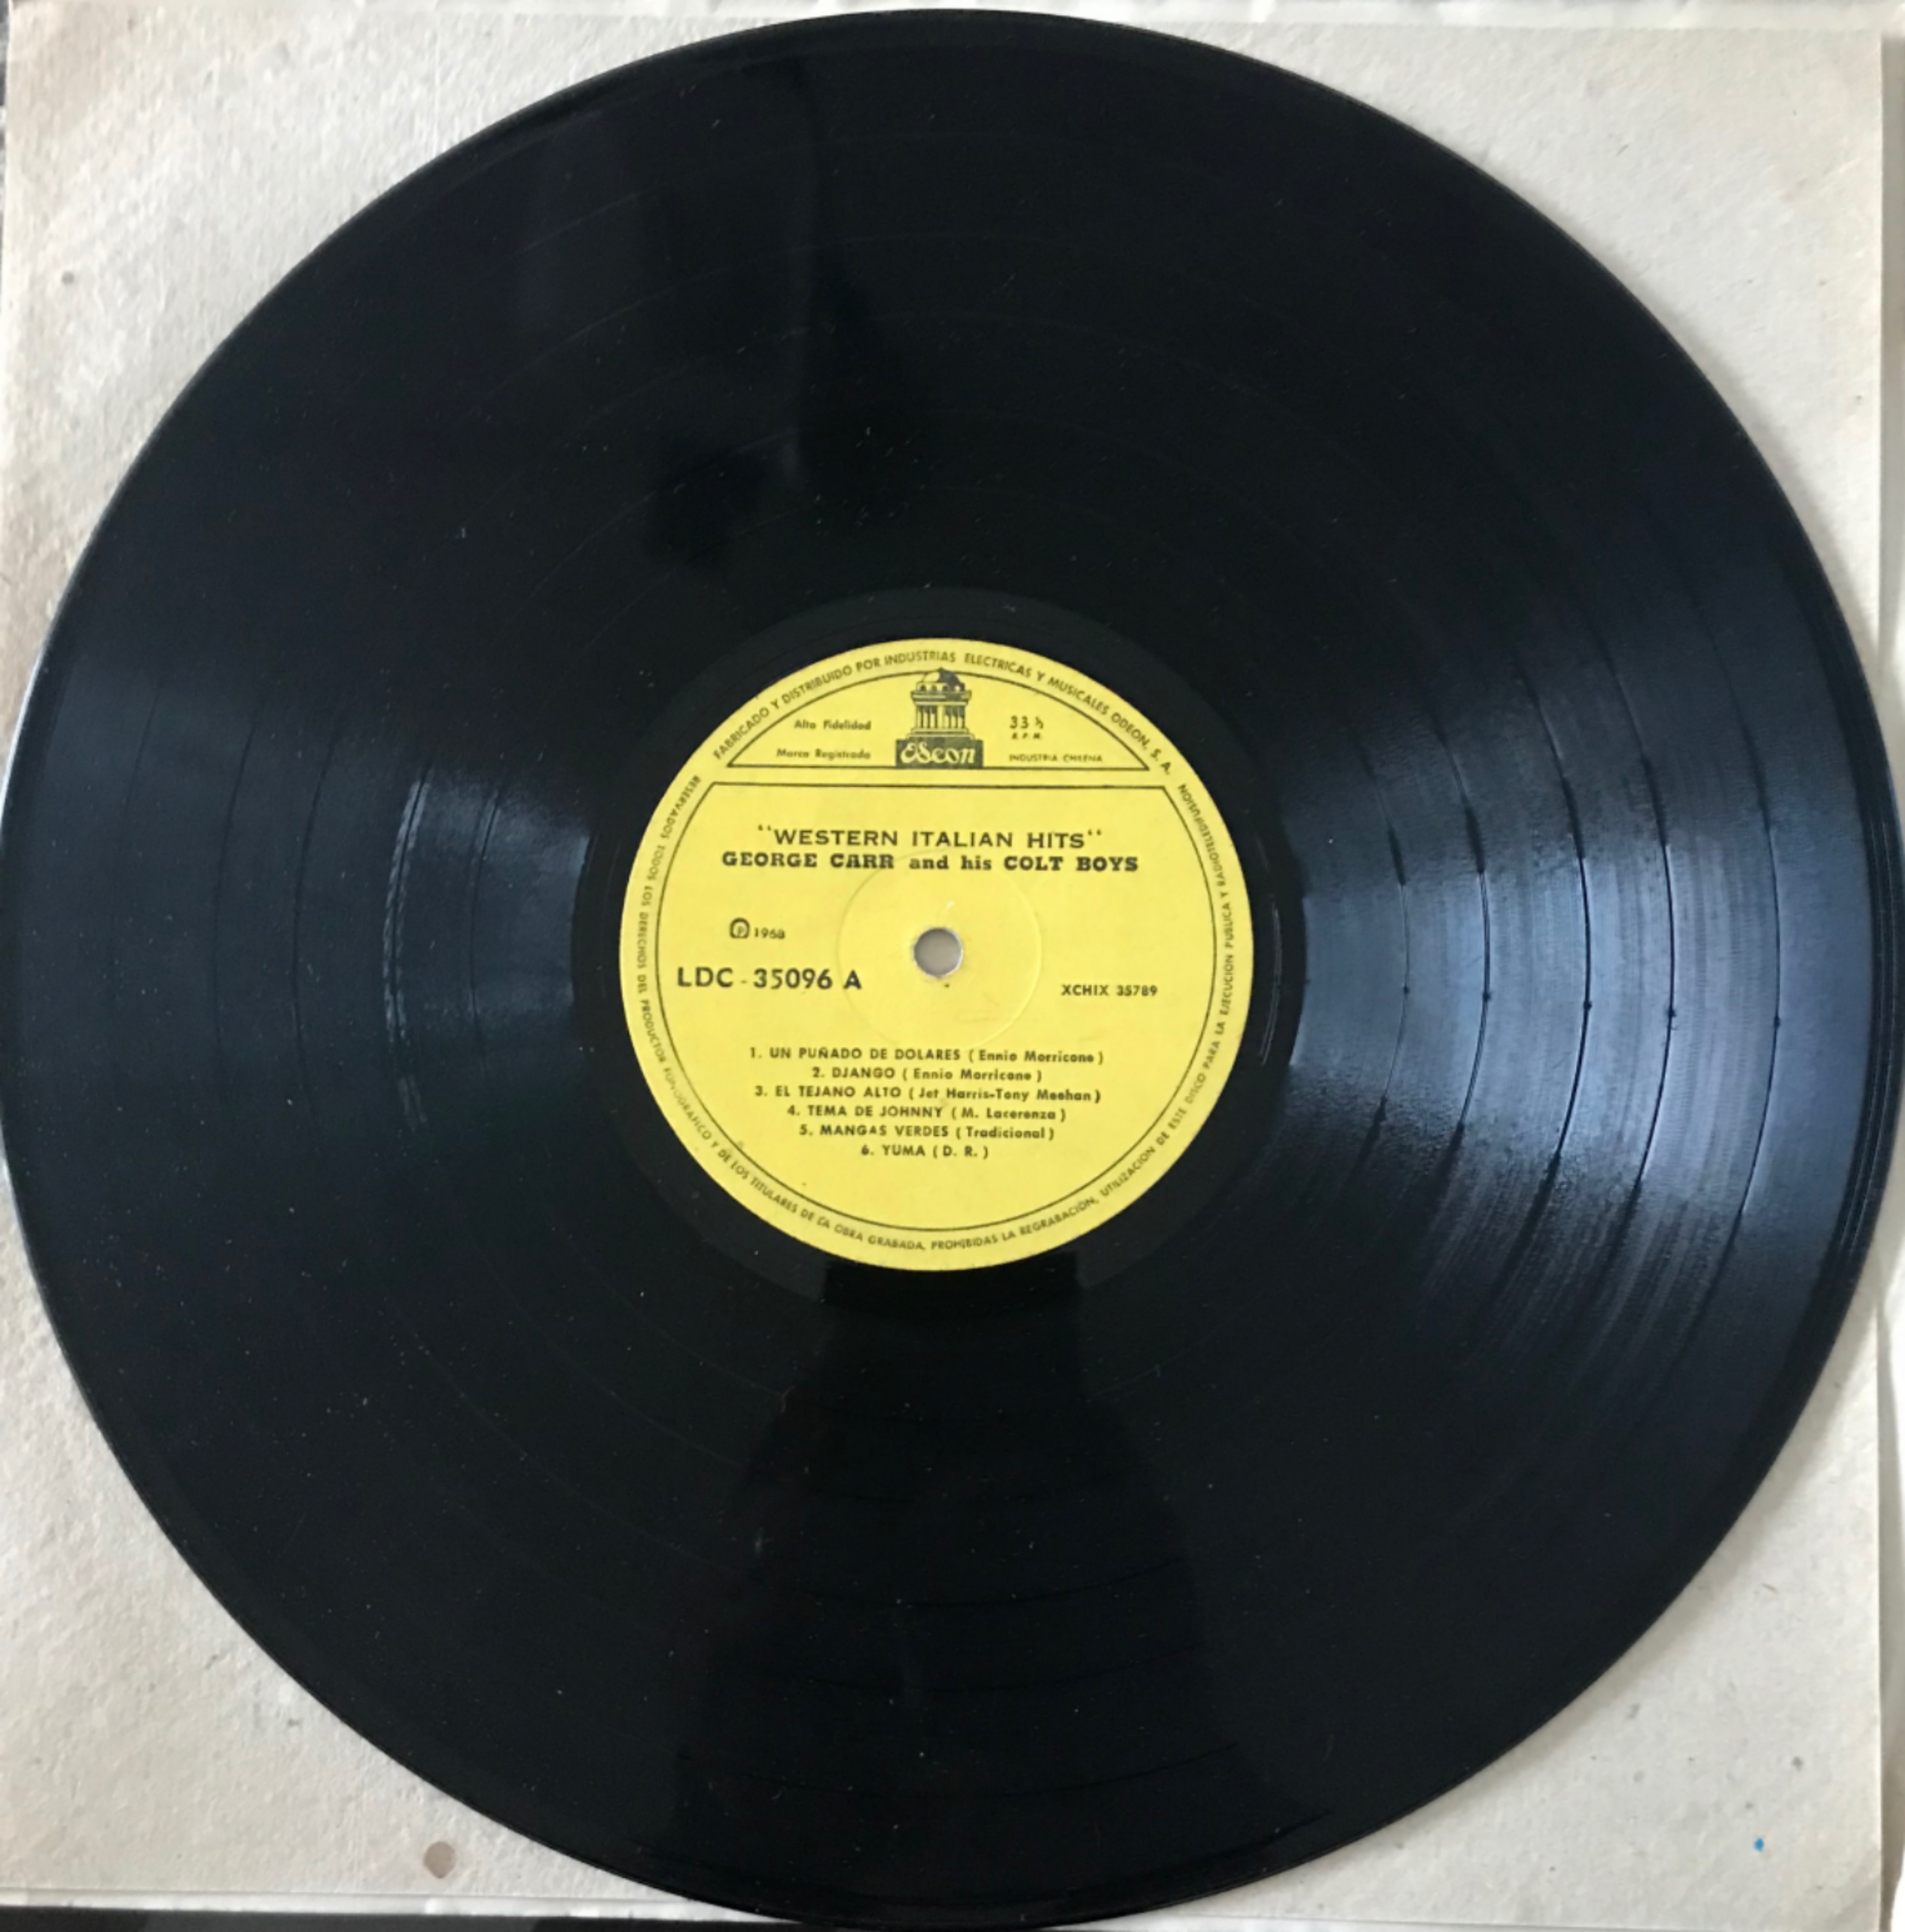 FABRICADO Y DISTRIBUIDO POR INDUSTRIAS ELECTRICAS Y MUSICALES ODEON, S. A.
Alta Fidelidad
33 ⅓
R.P.M.
Marca Registrada
Odeon
INDUSTRIA CHILENA
"WESTERN ITALIAN HITS"
GEORGE CARR and his COLT BOYS
Ⓟ 1968
LDC - 35096 A
XCHIX 35789
1. UN PUÑADO DE DOLARES ( Ennio Morricone )
2. DJANGO ( Ennio Morricone )
3. EL TEJANO ALTO ( Jet Harris-Tony Meehan )
4. TEMA DE JOHNNY ( M. Lacerenza )
5. MANGAS VERDES ( Tradicional )
6. YUMA ( D. R. )
RESERVADOS TODOS LOS DERECHOS DEL PRODUCTOR FONOGRAFICO Y DE LOS TITULARES DE LA OBRA GRABADA. PROHIBIDAS LA REGRABACIÓN, UTILIZACION DE ESTE DISCO PARA LA EJECUCION PUBLICA Y RADIOTELEDIFUSION